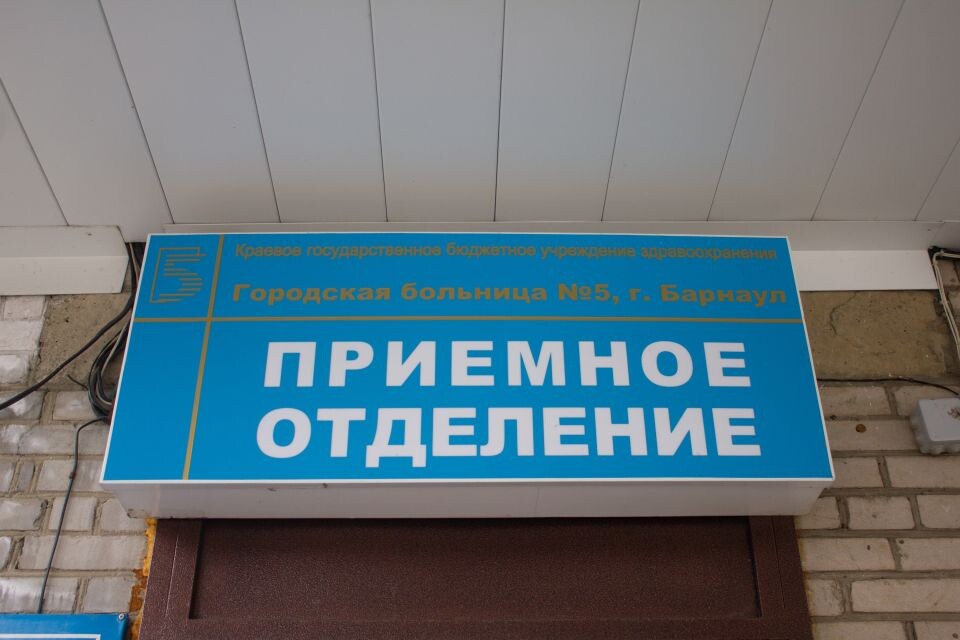 Краевое государственное бюджетное учреждение здравоохранения
Городская больница №5, г. Барнаул
ПРИЕМНОЕ
ОТДЕЛЕНИЕ